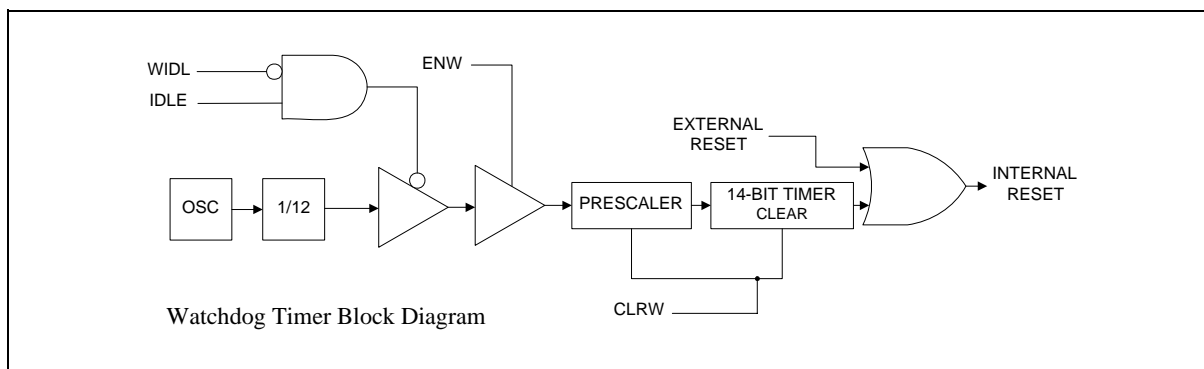 WIDL
IDLE
ENW
EXTERNAL
RESET
INTERNAL
RESET
OSC
1/12
PRESCALER
14-BIT TIMER
CLEAR
CLRW
Watchdog Timer Block Diagram